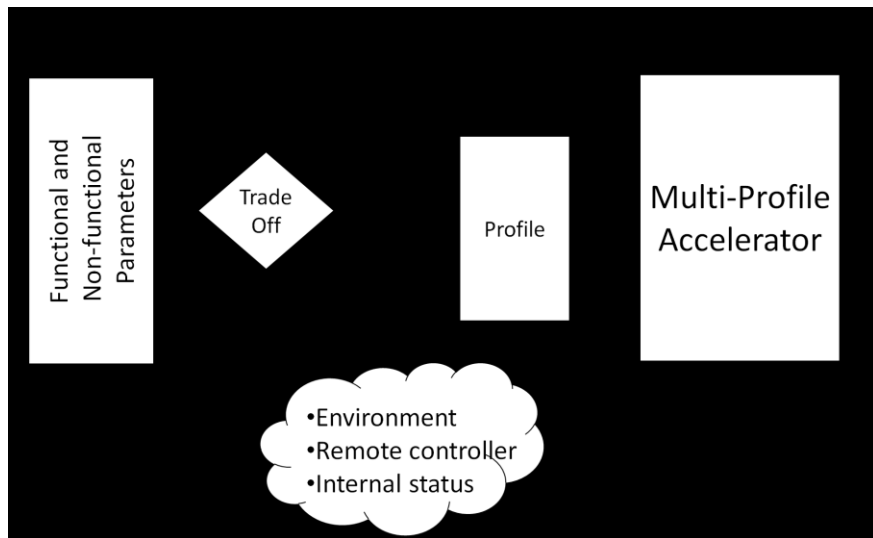 Functional and
Non-functional
Parameters
Trade
Off
Profile
Multi-Profile
Accelerator
•Environment
•Remote controller
•Internal status